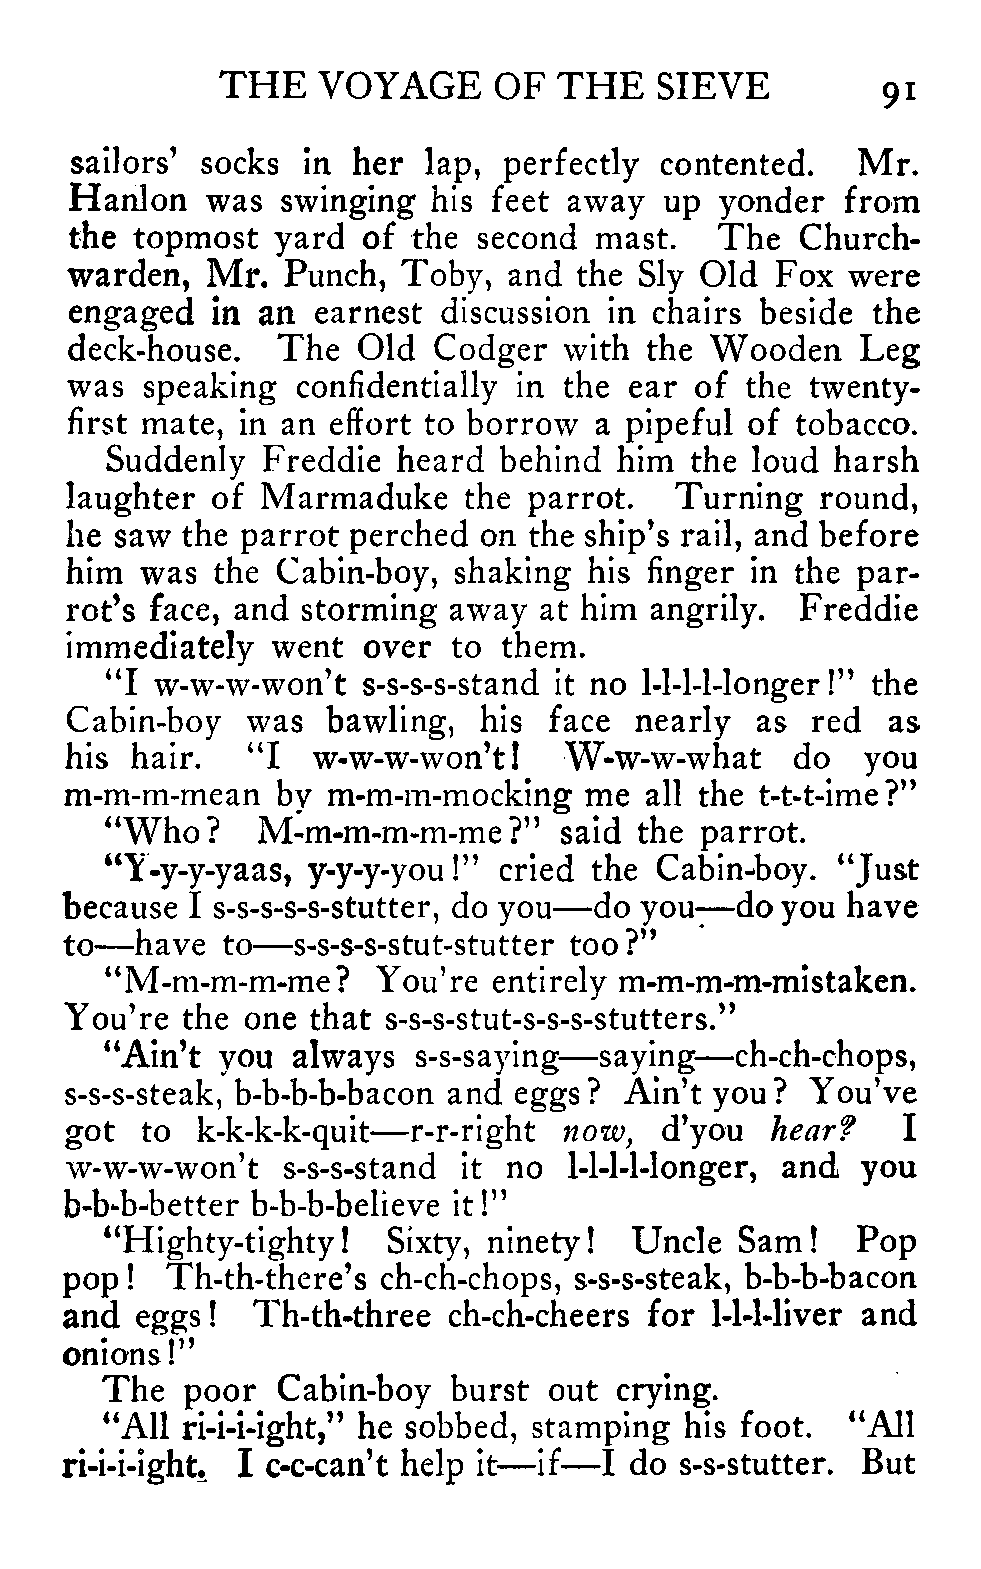 THE VOYAGE OF THE SIEVE 91
sailors' socks in her lap, perfectly contented. Mr.
Hanlon was swinging his feet away up yonder from
the topmost yard of the second mast. The Church-
warden, Mr. Punch, Toby, and the Sly Old Fox were
engaged in an earnest discussion in chairs beside the
deck-house. The Old Codger with the Wooden Leg
was speaking confidentially in the ear of the twenty-
first mate, in an effort to borrow a pipeful of tobacco.
Suddenly Freddie heard behind him the loud harsh
laughter of Marmaduke the parrot. Turning round,
he saw the parrot perched on the ship's rail, and before
him was the Cabin-boy, shaking his finger in the par-
rot's face, and storming away at him angrily. Freddie
immediately went over to them.
"I w-w-w-won't s-s-s-s-stand it no l-l-l-l-longer!" the
Cabin-boy was bawling, his face nearly as red as
his hair. "I w-w-w-won't! W-w-w-what do you
m-m-m-mean by m-m-m-mocking me all the t-t-t-ime?"
"Who? M-m-m-m-m-me?" said the parrot.
"Y-y-y-yaas, y-y-y-you!" cried the Cabin-boy. "Just
because I s-s-s-s-s-stutter, do you—do you—do you have
to—have to—s-s-s-s-stut-stutter too?"
"M-m-m-m-me? You're entirely m-m-m-m-mistaken.
You're the one that s-s-s-stut-s-s-s-stutters."
"Ain't you always s-s-saying—saying—ch-ch-chops,
s-s-s-steak, b-b-b-b-bacon and eggs? Ain't you? You've
got to k-k-k-k-quit—r-r-right now, d'you hear? I
w-w-w-won't s-s-s-stand it no l-l-l-l-longer, and you
b-b-b-better b-b-b-believe it!"
"Highty-tighty! Sixty, ninety! Uncle Sam! Pop
pop! Th-th-there's ch-ch-chops, s-s-s-steak, b-b-b-bacon
and eggs! Th-th-three ch-ch-cheers for l-l-l-liver and
onions!"
The poor Cabin-boy burst out crying.
"All ri-i-i-ight," he sobbed, stamping his foot. "All
ri-i-i-ight. I c-c-can't help it—if—I do s-s-stutter. But